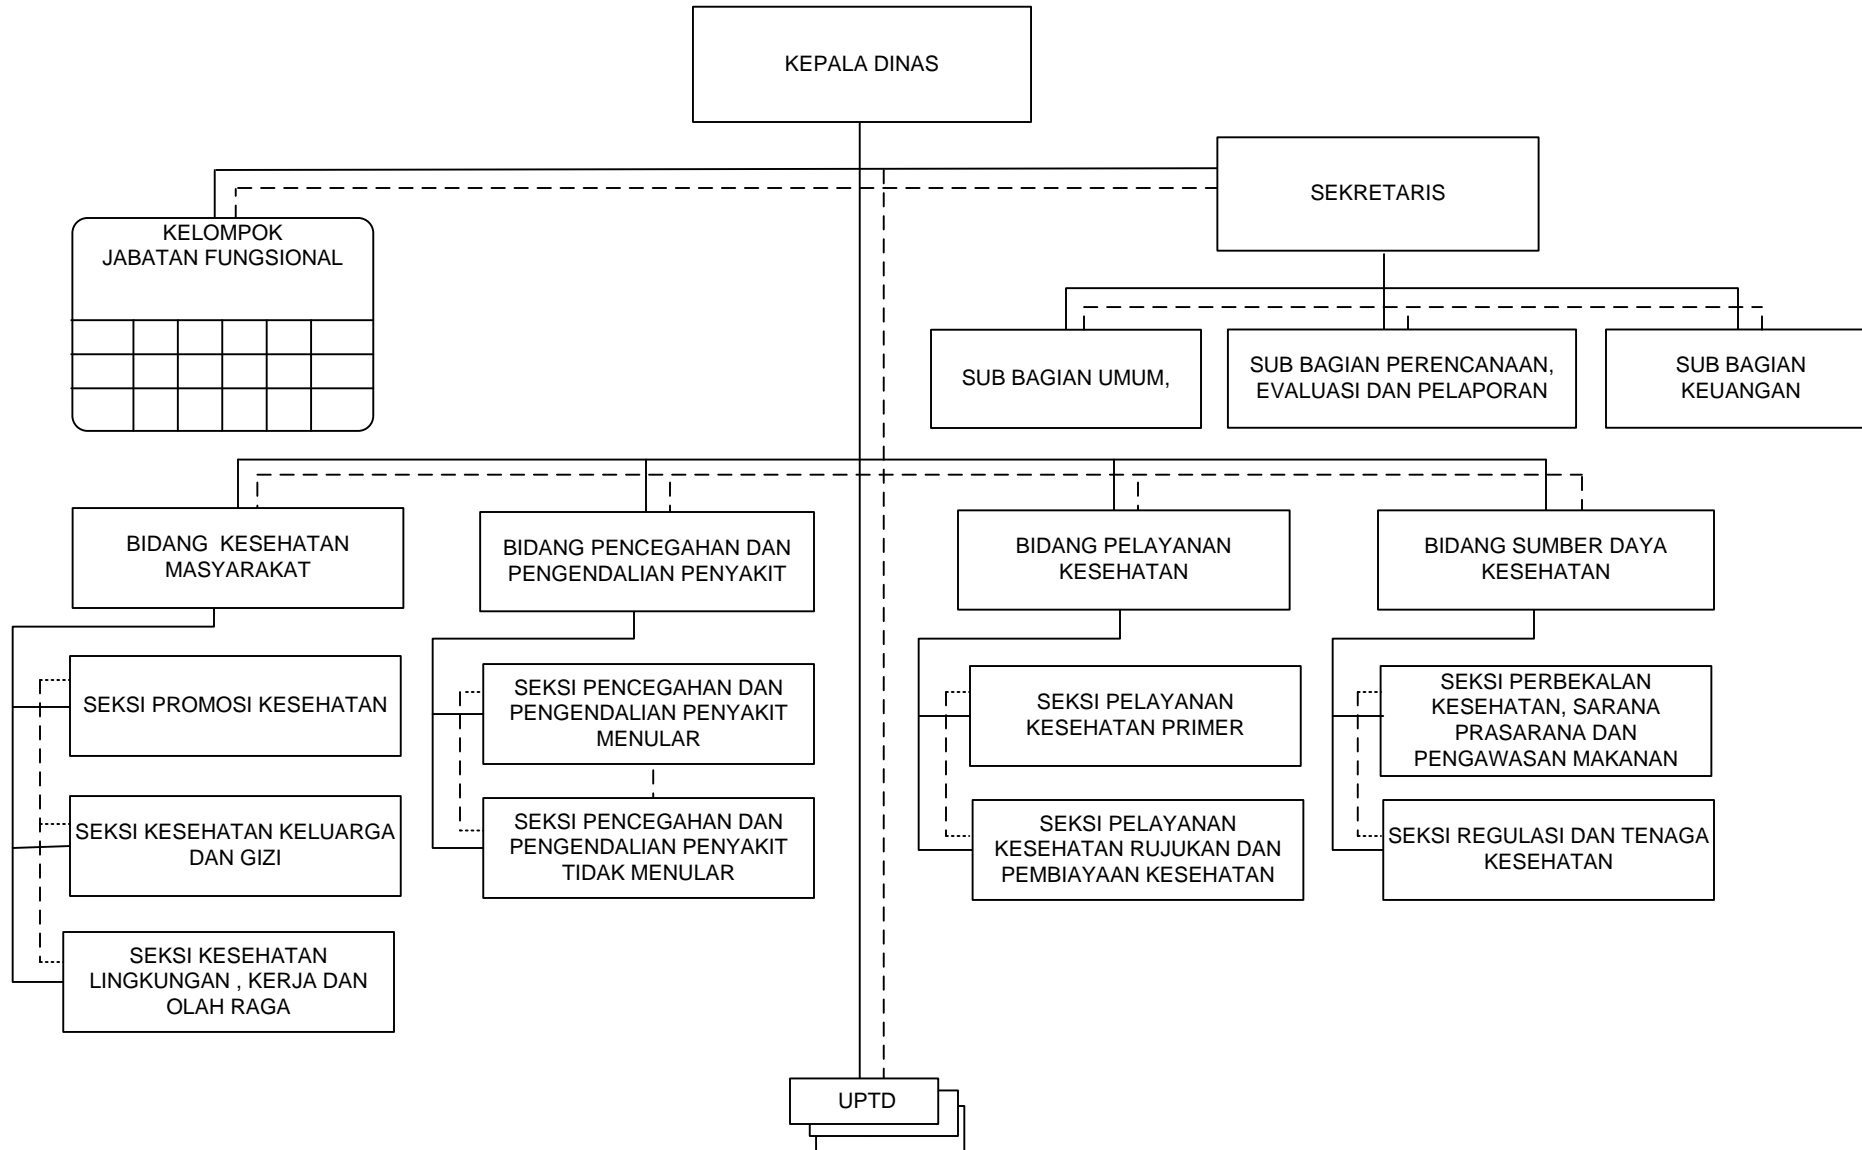 KEPALA DINAS
SEKRETARIS
KELOMPOK
JABATAN FUNGSIONAL
SUB BAGIAN UMUM,
SUB BAGIAN PERENCANAAN,
EVALUASI DAN PELAPORAN
SUB BAGIAN
KEUANGAN
BIDANG KESEHATAN
MASYARAKAT
BIDANG PENCEGAHAN DAN
PENGENDALIAN PENYAKIT
BIDANG PELAYANAN
KESEHATAN
BIDANG SUMBER DAYA
KESEHATAN
SEKSI PROMOSI KESEHATAN
SEKSI PENCEGAHAN DAN
PENGENDALIAN PENYAKIT
MENULAR
SEKSI PELAYANAN
KESEHATAN PRIMER
SEKSI PERBEKALAN
KESEHATAN, SARANA
PRASARANA DAN
PENGAWASAN MAKANAN
SEKSI KESEHATAN KELUARGA
DAN GIZI
SEKSI PENCEGAHAN DAN
PENGENDALIAN PENYAKIT
TIDAK MENULAR
SEKSI PELAYANAN
KESEHATAN RUJUKAN DAN
PEMBIAYAAN KESEHATAN
SEKSI REGULASI DAN TENAGA
KESEHATAN
SEKSI KESEHATAN
LINGKUNGAN , KERJA DAN
OLAH RAGA
UPTD